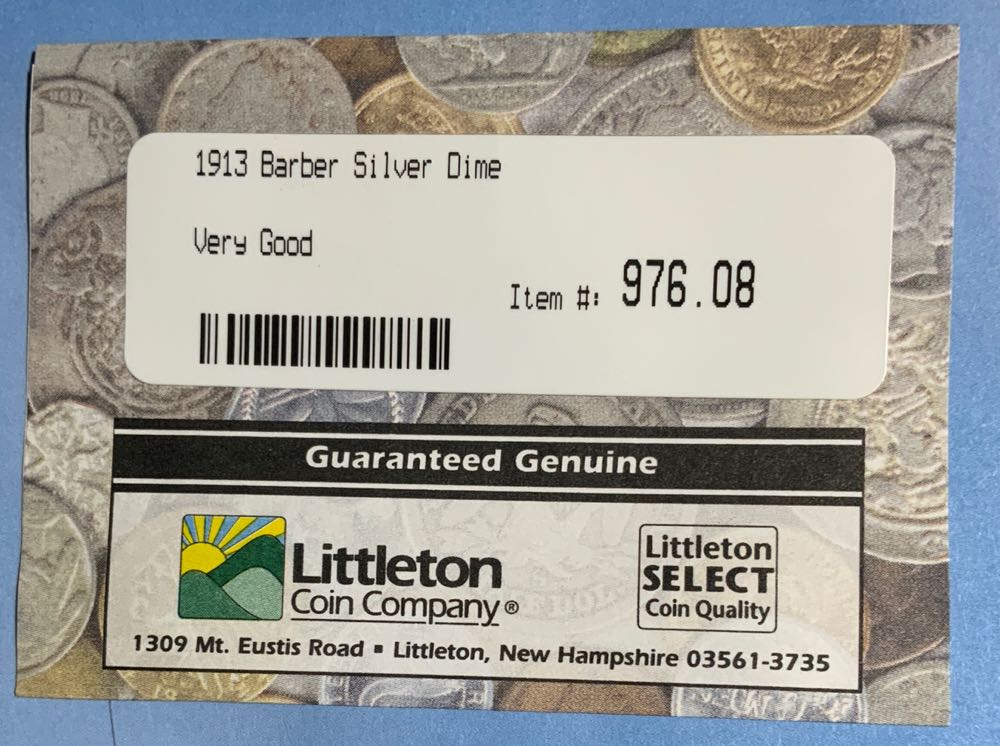 1913 Barber Silver Dime
Very Good
Item #: 976.08
Guaranteed Genuine
Littleton
Coin Company®
Littleton
SELECT
Coin Quality
1309 Mt. Eustis Road ▪ Littleton, New Hampshire 03561-3735